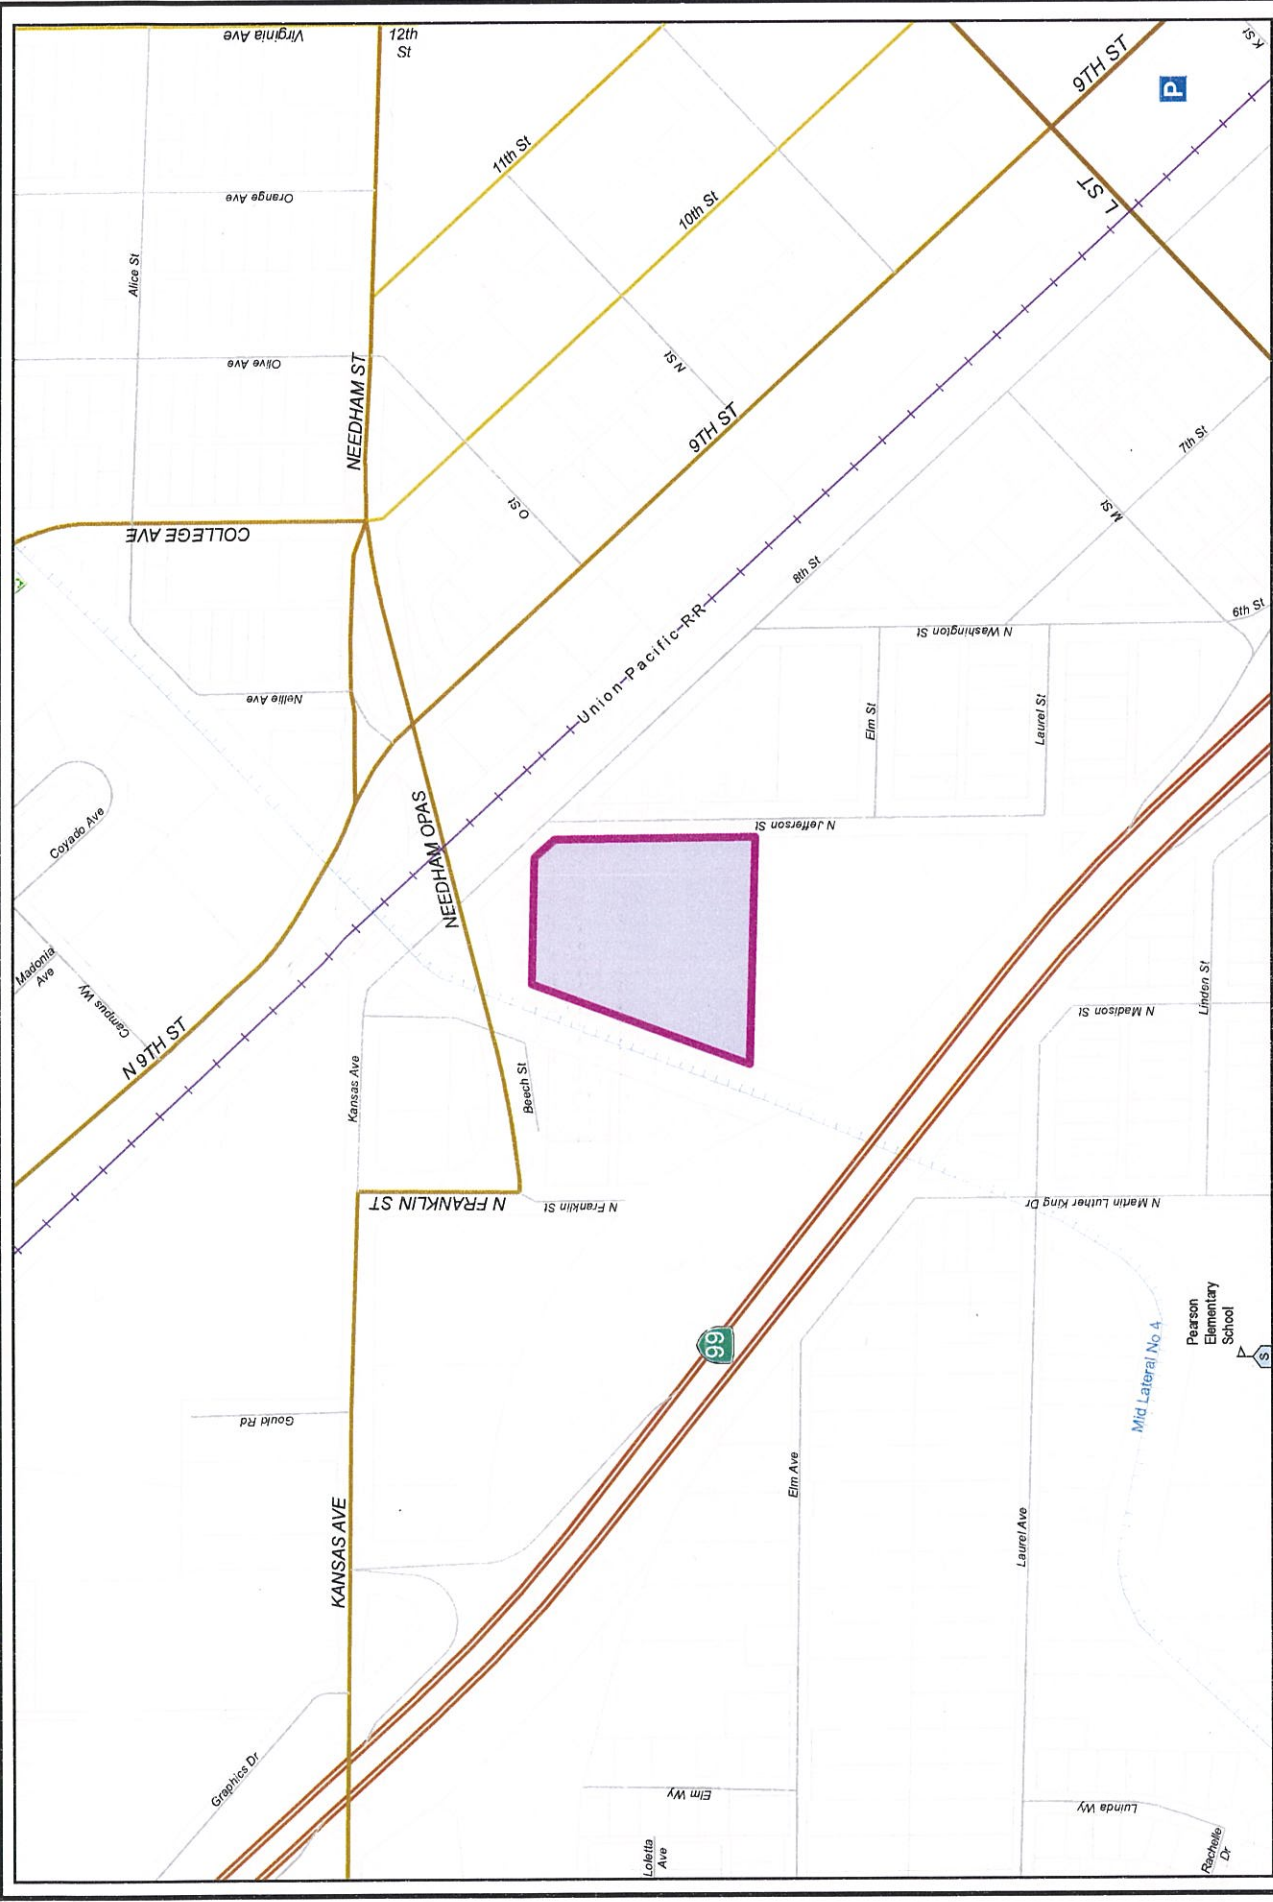 Virginia Ave
12th
St
11th St
10th St
9TH ST
K St
P
L ST
Orange Ave
Alice St
Olive Ave
NEEDHAM ST
N St
9TH ST
COLLEGE AVE
O St
8th St
7th St
M St
6th St
N Washington St
Union Pacific RR
Nellie Ave
Elm St
Laurel St
Coyado Ave
NEEDHAM OPAS
N Jefferson St
Madonia
Ave
Campus Wy
N 9TH ST
Kansas Ave
Beech St
N Madison St
Linden St
N FRANKLIN ST
N Franklin St
N Martin Luther King Dr
99
Mid Lateral No 4
Pearson
Elementary
School
S
Gould Rd
KANSAS AVE
Elm Ave
Laurel Ave
Graphics Dr
Elm Wy
Luinda Wy
Loletta
Ave
Rachelle
Dr